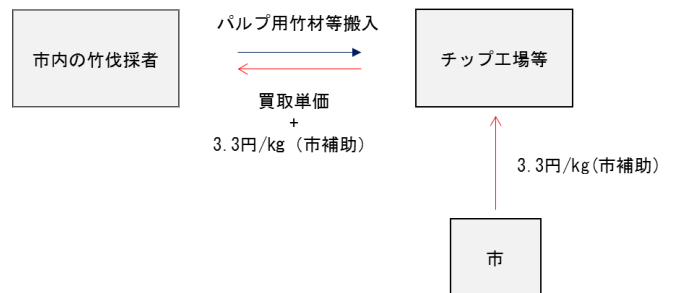 パルプ用竹材等搬入
市内の竹伐採者
チップ工場等
買取単価
+
3.3円/kg（市補助）
3.3円/kg(市補助)
市